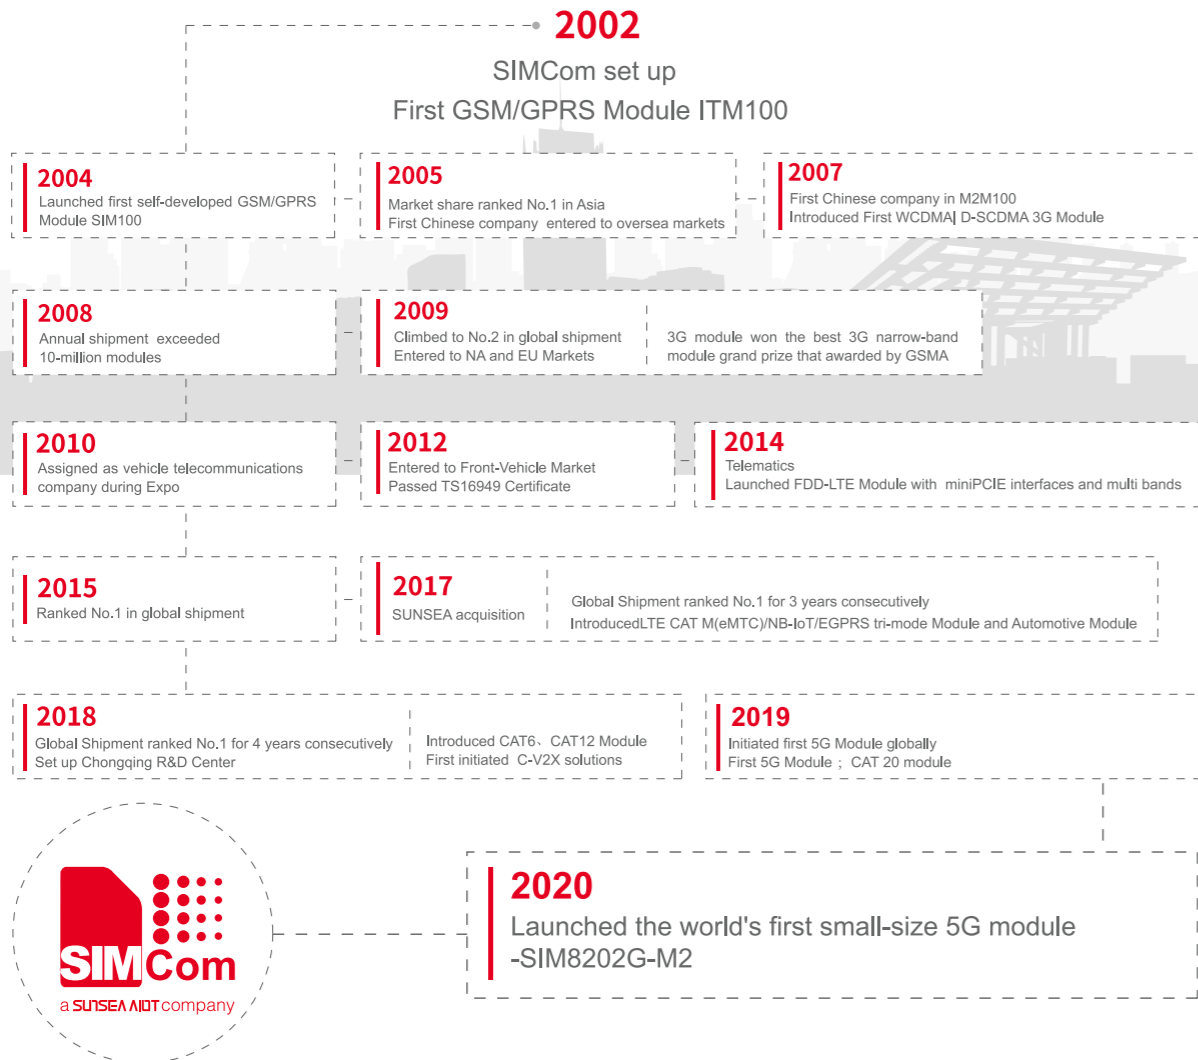 2002
SIMCom set up
First GSM/GPRS Module ITM100
2004
Launched first self-developed GSM/GPRS
Module SIM100
2005
Market share ranked No.1 in Asia
First Chinese company entered to oversea markets
2007
First Chinese company in M2M100
Introduced First WCDMA| D-SCDMA 3G Module
2008
Annual shipment exceeded
10-million modules
2009
Climbed to No.2 in global shipment
Entered to NA and EU Markets
3G module won the best 3G narrow-band
module grand prize that awarded by GSMA
2010
Assigned as vehicle telecommunications
company during Expo
2012
Entered to Front-Vehicle Market
Passed TS16949 Certificate
2014
Telematics
Launched FDD-LTE Module with miniPCIE interfaces and multi bands
2015
Ranked No.1 in global shipment
2017
SUNSEA acquisition
Global Shipment ranked No.1 for 3 years consecutively
IntroducedLTE CAT M(eMTC)/NB-IoT/EGPRS tri-mode Module and Automotive Module
2018
Global Shipment ranked No.1 for 4 years consecutively
Set up Chongqing R&D Center
Introduced CAT6、CAT12 Module
First initiated C-V2X solutions
2019
Initiated first 5G Module globally
First 5G Module ; CAT 20 module
2020
Launched the world's first small-size 5G module
-SIM8202G-M2
SIMCom
a SUNSEA AIOT company